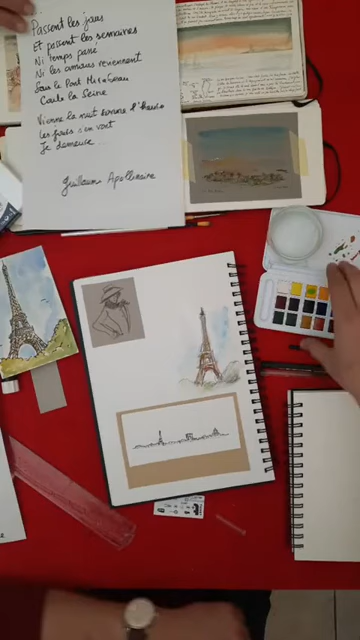 Passent les jours
Et passent les semaines
Ni temps passé
Ni les amours reviennent
Sous le Pont Mirabeau
Coule la Seine
Vienne la nuit sonne l'heure
Les jours s'en vont
Je demeure...
Guillaume Apollinaire